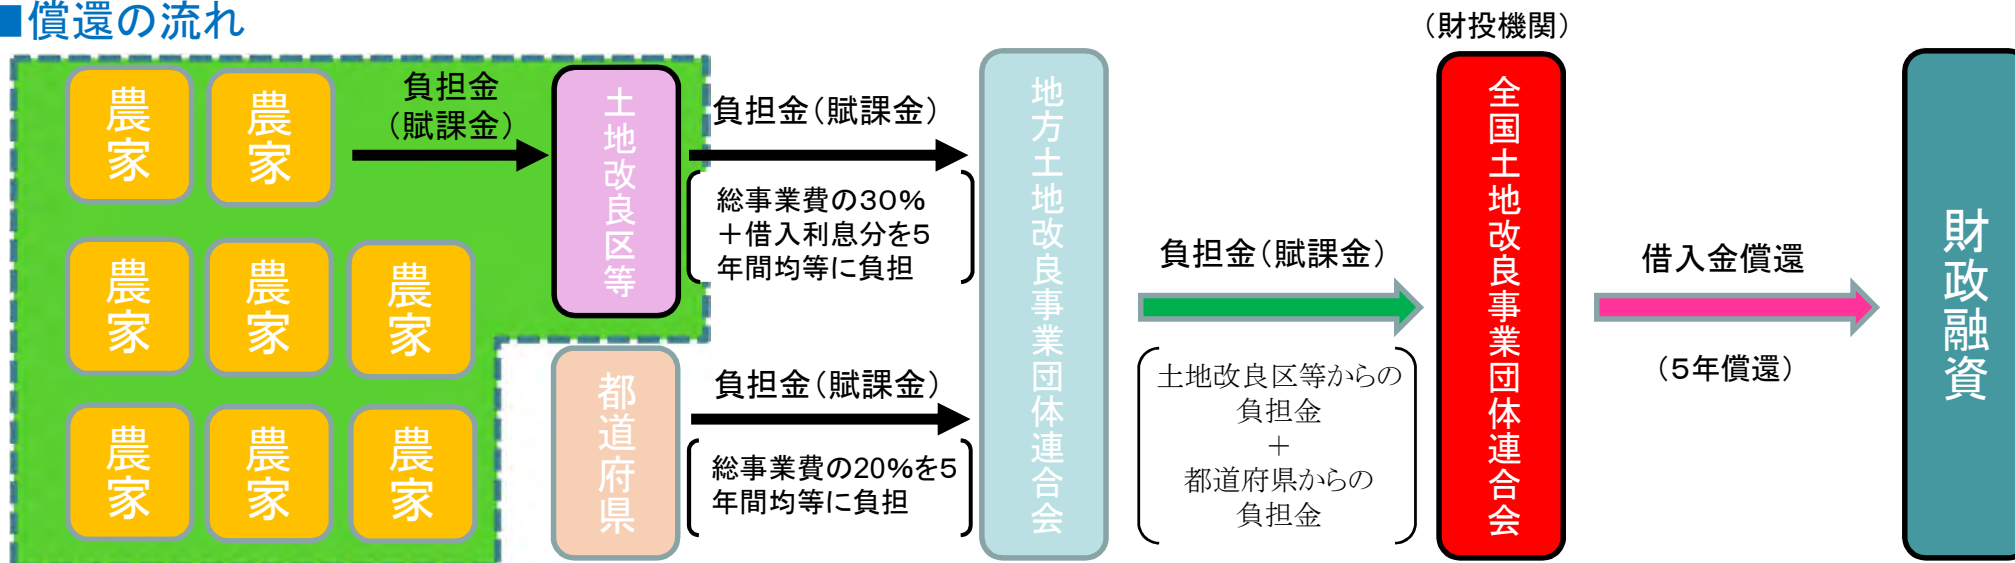 ■償還の流れ
農家
農家
農家
農家
農家
農家
農家
農家
負担金
（賦課金）
土地改良区等
負担金（賦課金）
総事業費の30%
＋借入利息分を5
年間均等に負担
都道府県
負担金（賦課金）
総事業費の20%を5
年間均等に負担
地方土地改良事業団体連合会
負担金（賦課金）
土地改良区等からの
負担金
＋
都道府県からの
負担金
（財投機関）
全国土地改良事業団体連合会
借入金償還
（5年償還）
財政融資